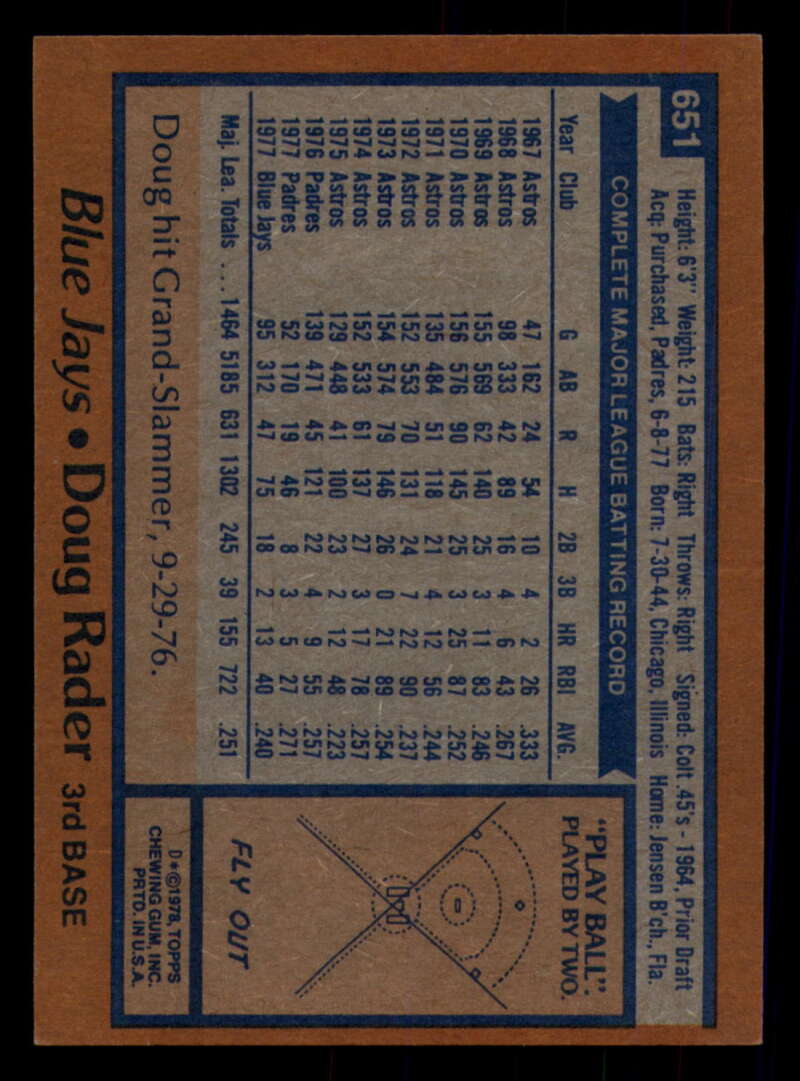 651
Height: 6'3" Weight: 215 Bats: Right Throws: Right Signed: Colt .45's - 1964, Prior Draft
Acq: Purchased, Padres, 6-8-77 Born: 7-30-44, Chicago, Illinois Home: Jensen B'ch., Fla.
COMPLETE MAJOR LEAGUE BATTING RECORD
Year Club G AB R H 2B 3B HR RBI AVG.
1967 Astros 47 162 24 54 10 4 2 26 .333
1968 Astros 98 333 42 89 16 4 6 43 .267
1969 Astros 155 569 62 140 25 3 11 83 .246
1970 Astros 156 576 90 145 25 3 25 87 .252
1971 Astros 135 484 51 118 21 4 12 56 .244
1972 Astros 152 553 70 131 24 7 22 90 .237
1973 Astros 154 574 79 146 26 0 21 89 .254
1974 Astros 152 533 61 137 27 3 17 78 .257
1975 Astros 129 448 41 100 23 2 12 48 .223
1976 Padres 139 471 45 121 22 4 9 55 .257
1977 Padres 52 170 19 46 8 3 5 27 .271
1977 Blue Jays 95 312 47 75 18 2 13 40 .240
Maj. Lea. Totals .... 1464 5185 631 1302 245 39 155 722 .251
Doug hit Grand-Slammer, 9-29-76.
"PLAY BALL":
PLAYED BY TWO.
FLY OUT
D*©1978, TOPPS
CHEWING GUM, INC.
PRTD. IN U.S.A.
Blue Jays • Doug Rader 3rd BASE